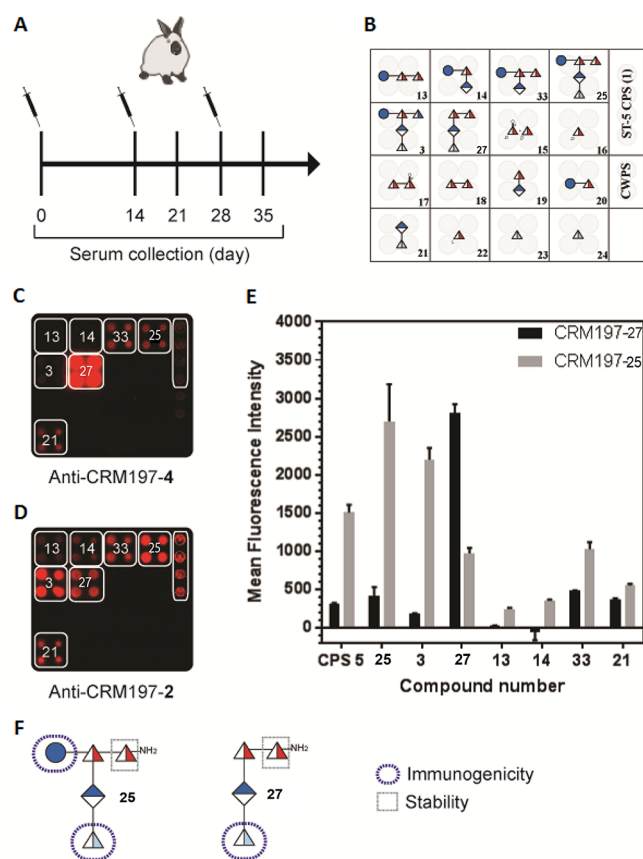 A
0
14
21
28
35
Serum collection (day)
B
13
14
33
25
3
27
15
16
17
18
19
20
21
22
23
24
ST-5 CPS (I)
CWPS
C
13
14
33
25
3
27
21
Anti-CRM197-4
D
13
14
33
25
3
27
21
Anti-CRM197-2
E
4000
3500
3000
2500
2000
1500
1000
500
0
Mean Fluorescence Intensity
CRM197-27
CRM197-25
CPS 5
25
3
27
13
14
33
21
Compound number
F
NH2
25
NH2
27
Immunogenicity
Stability